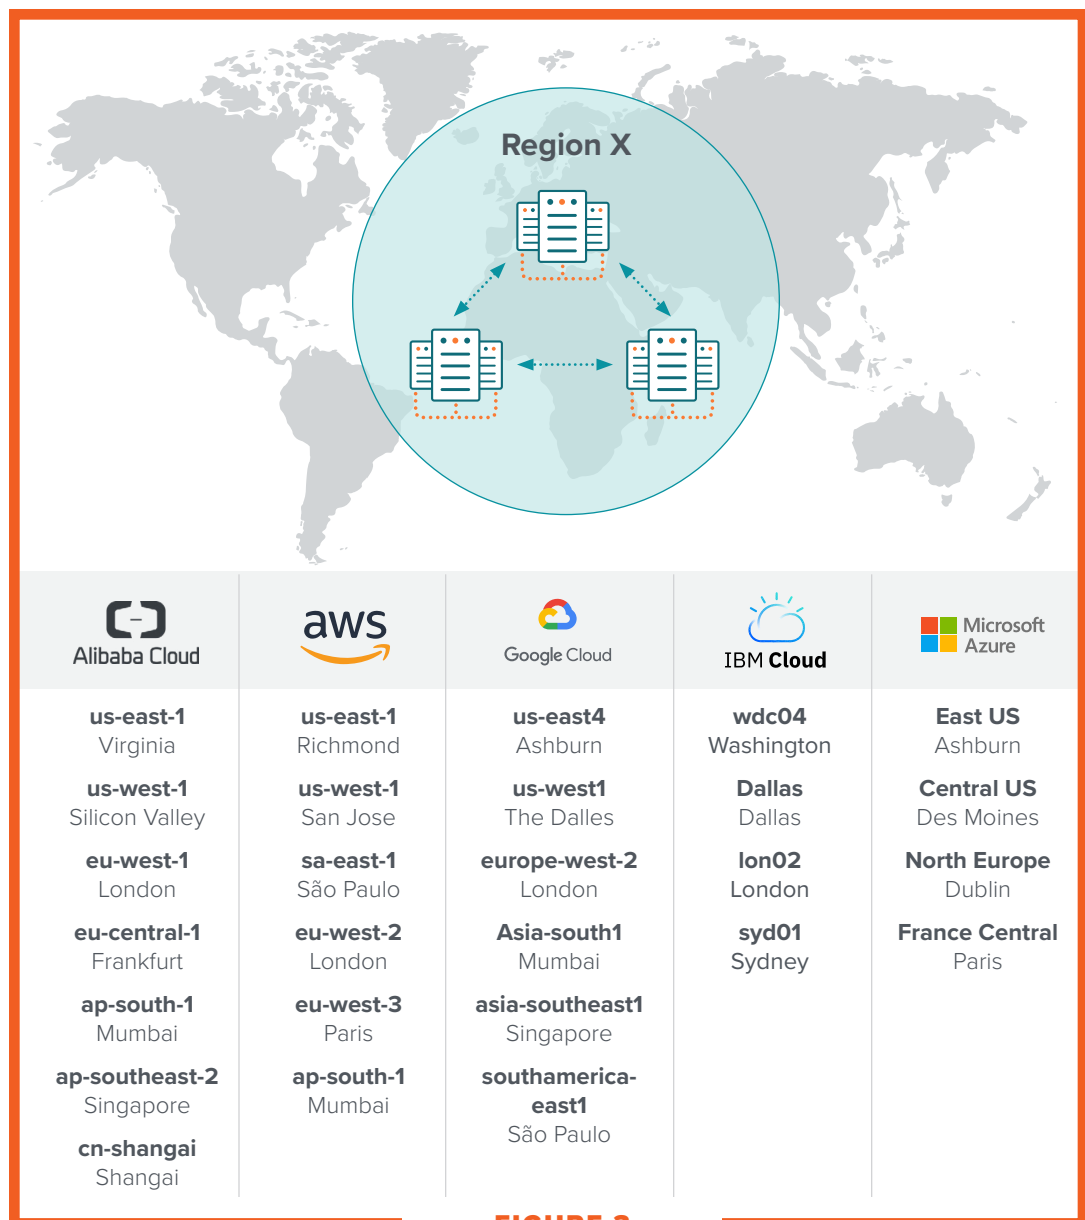 Region X
Alibaba Cloud
us-east-1
Virginia
us-west-1
Silicon Valley
eu-west-1
London
eu-central-1
Frankfurt
ap-south-1
Mumbai
ap-southeast-2
Singapore
cn-shangai
Shangai
aws
us-east-1
Richmond
us-west-1
San Jose
sa-east-1
São Paulo
eu-west-2
London
eu-west-3
Paris
ap-south-1
Mumbai
Google Cloud
us-east4
Ashburn
us-west1
The Dalles
europe-west-2
London
Asia-south1
Mumbai
asia-southeast1
Singapore
southamerica-
east1
São Paulo
IBM Cloud
wdc04
Washington
Dallas
Dallas
lon02
London
syd01
Sydney
Microsoft
Azure
East US
Ashburn
Central US
Des Moines
North Europe
Dublin
France Central
Paris